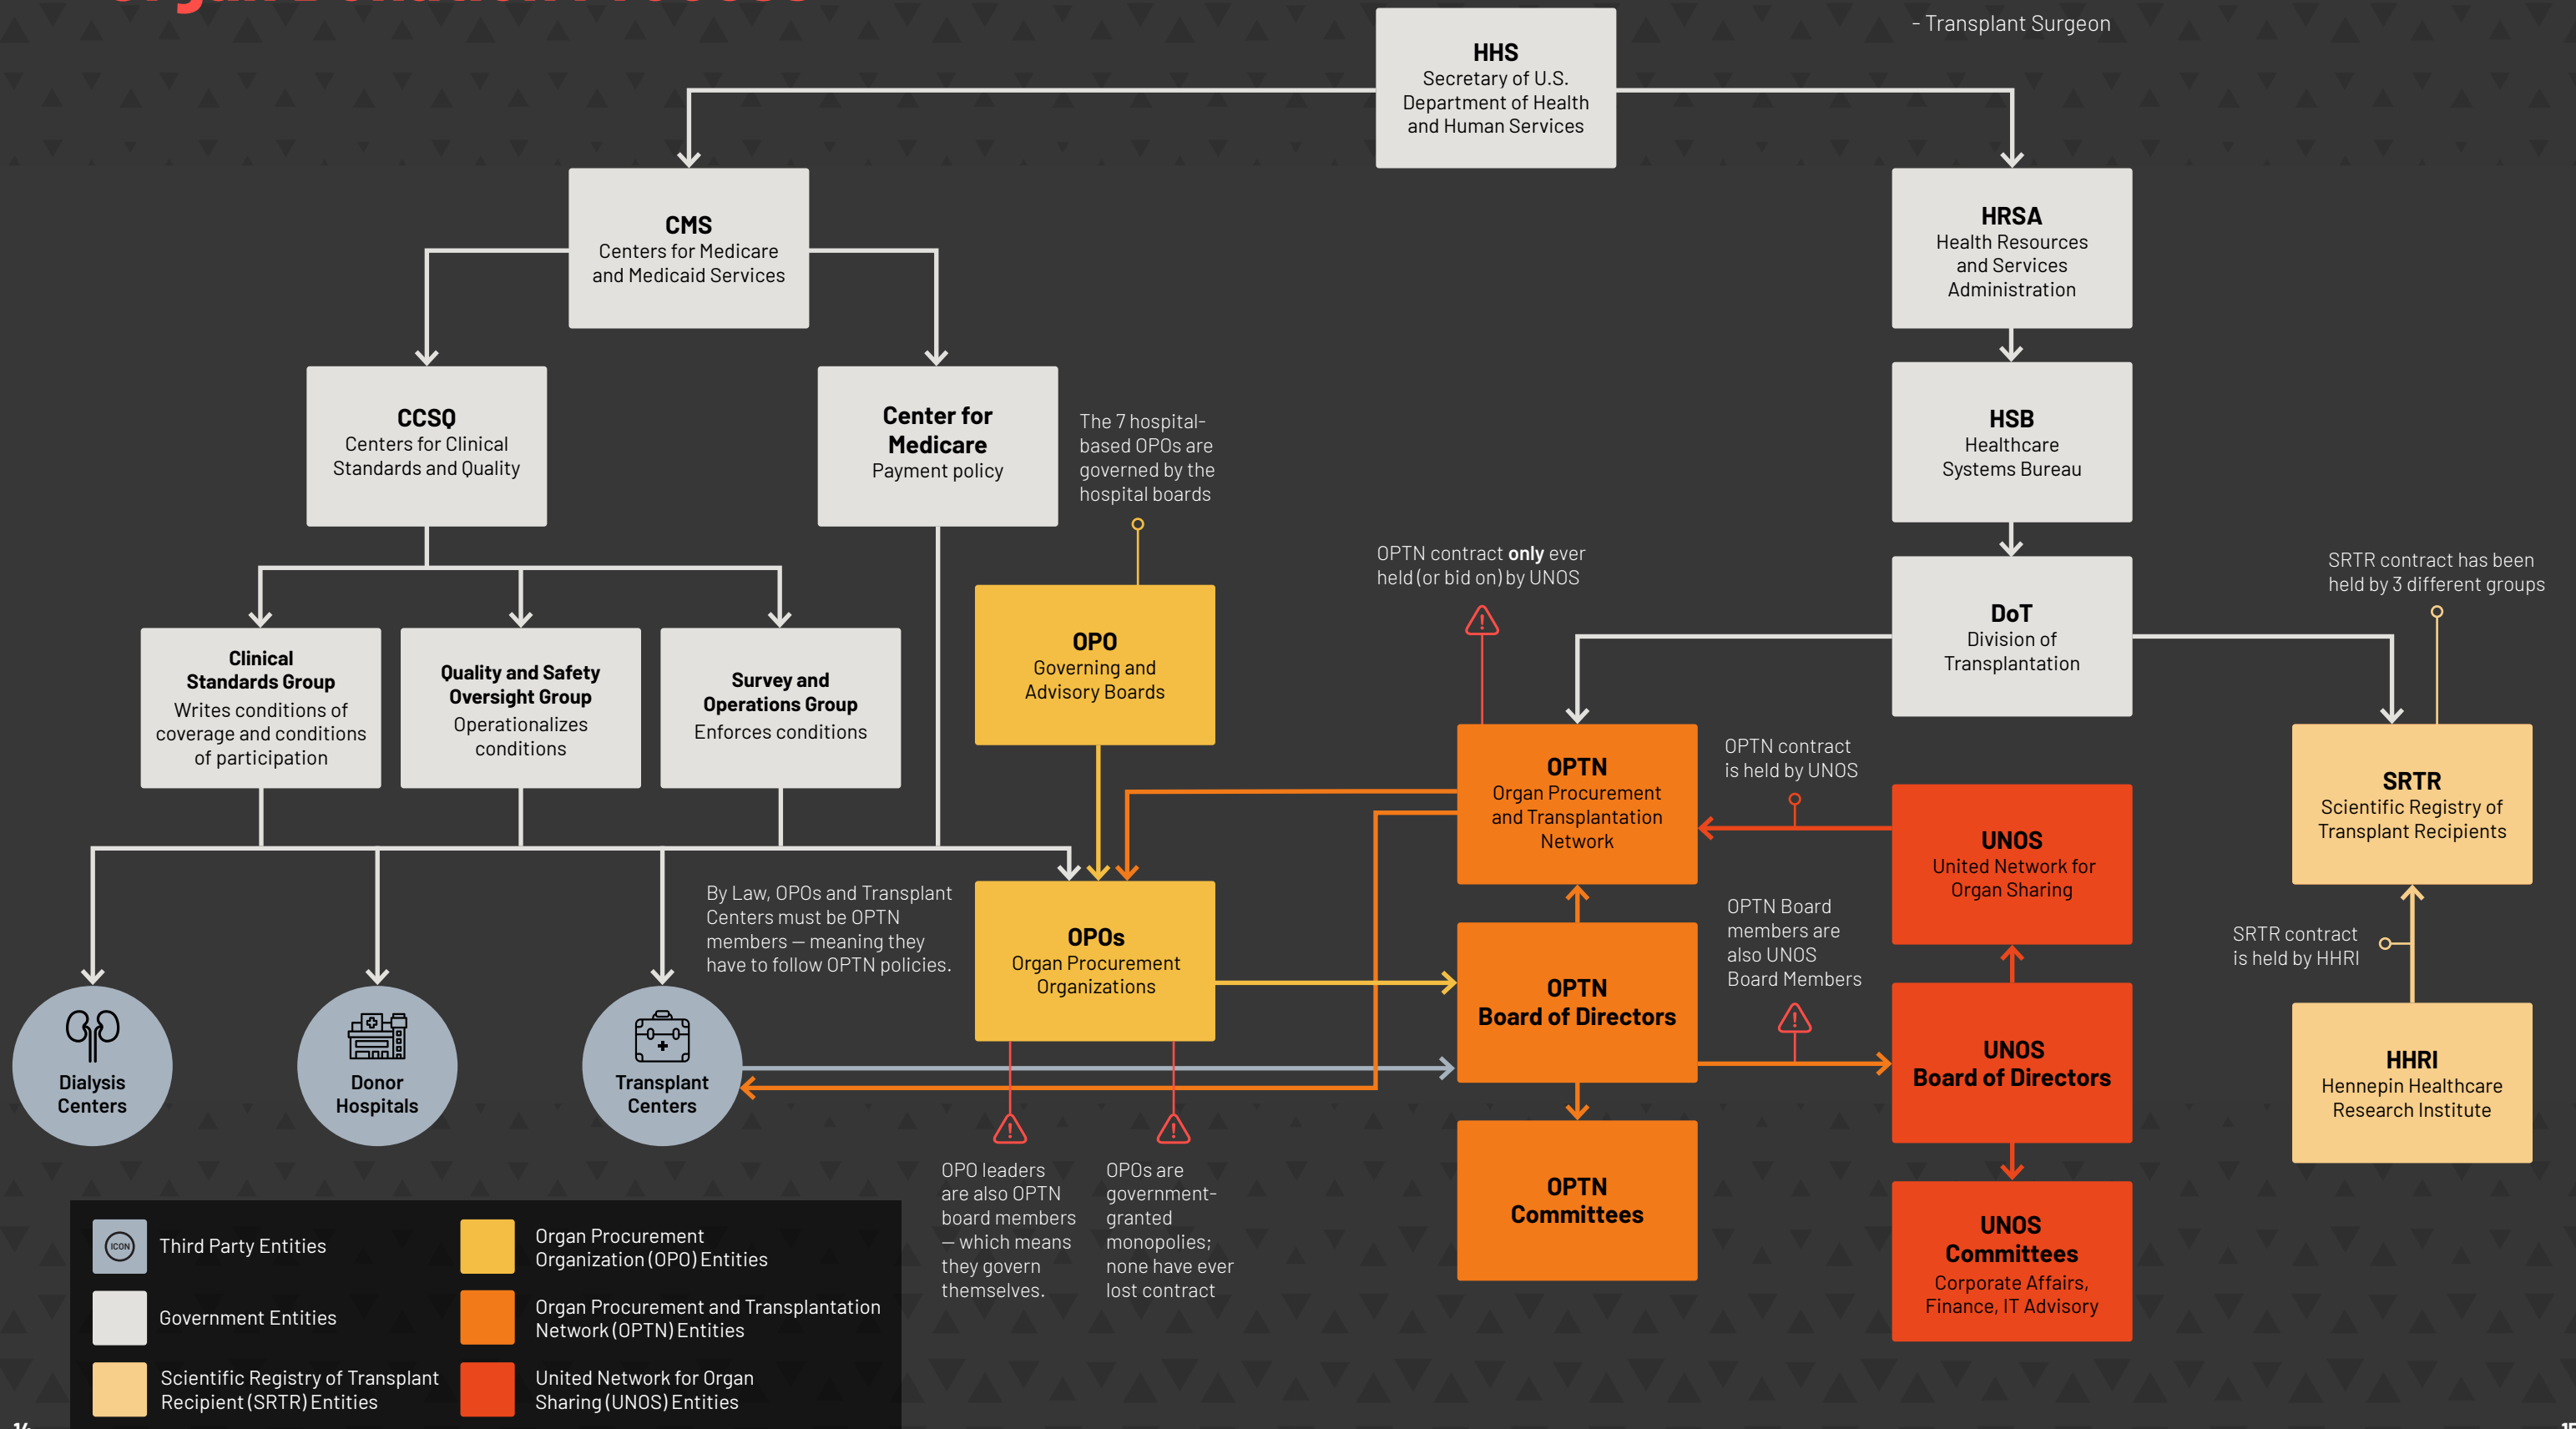 Organ Donation Process
- Transplant Surgeon
HHS
Secretary of U.S.
Department of Health
and Human Services
CMS
Centers for Medicare
and Medicaid Services
HRSA
Health Resources
and Services
Administration
CCSQ
Centers for Clinical
Standards and Quality
Center for
Medicare
Payment policy
The 7 hospital-
based OPOs are
governed by the
hospital boards
HSB
Healthcare
Systems Bureau
OPTN contract only ever
held (or bid on) by UNOS
DoT
Division of
Transplantation
SRTR contract has been
held by 3 different groups
Clinical
Standards Group
Writes conditions of
coverage and conditions
of participation
Quality and Safety
Oversight Group
Operationalizes
conditions
Survey and
Operations Group
Enforces conditions
OPO
Governing and
Advisory Boards
OPTN
Organ Procurement
and Transplantation
Network
OPTN contract
is held by UNOS
UNOS
United Network for
Organ Sharing
SRTR
Scientific Registry of
Transplant Recipients
By Law, OPOs and Transplant
Centers must be OPTN
members — meaning they
have to follow OPTN policies.
OPOs
Organ Procurement
Organizations
OPTN
Board of Directors
OPTN Board
members are
also UNOS
Board Members
SRTR contract
is held by HHRI
UNOS
Board of Directors
HHRI
Hennepin Healthcare
Research Institute
Dialysis
Centers
Donor
Hospitals
Transplant
Centers
OPO leaders
are also OPTN
board members
— which means
they govern
themselves.
OPOs are
government-
granted
monopolies;
none have ever
lost contract
OPTN
Committees
UNOS
Committees
Corporate Affairs,
Finance, IT Advisory
ICON
Third Party Entities
Government Entities
Scientific Registry of Transplant
Recipient (SRTR) Entities
Organ Procurement
Organization (OPO) Entities
Organ Procurement and Transplantation
Network (OPTN) Entities
United Network for Organ
Sharing (UNOS) Entities
14
15